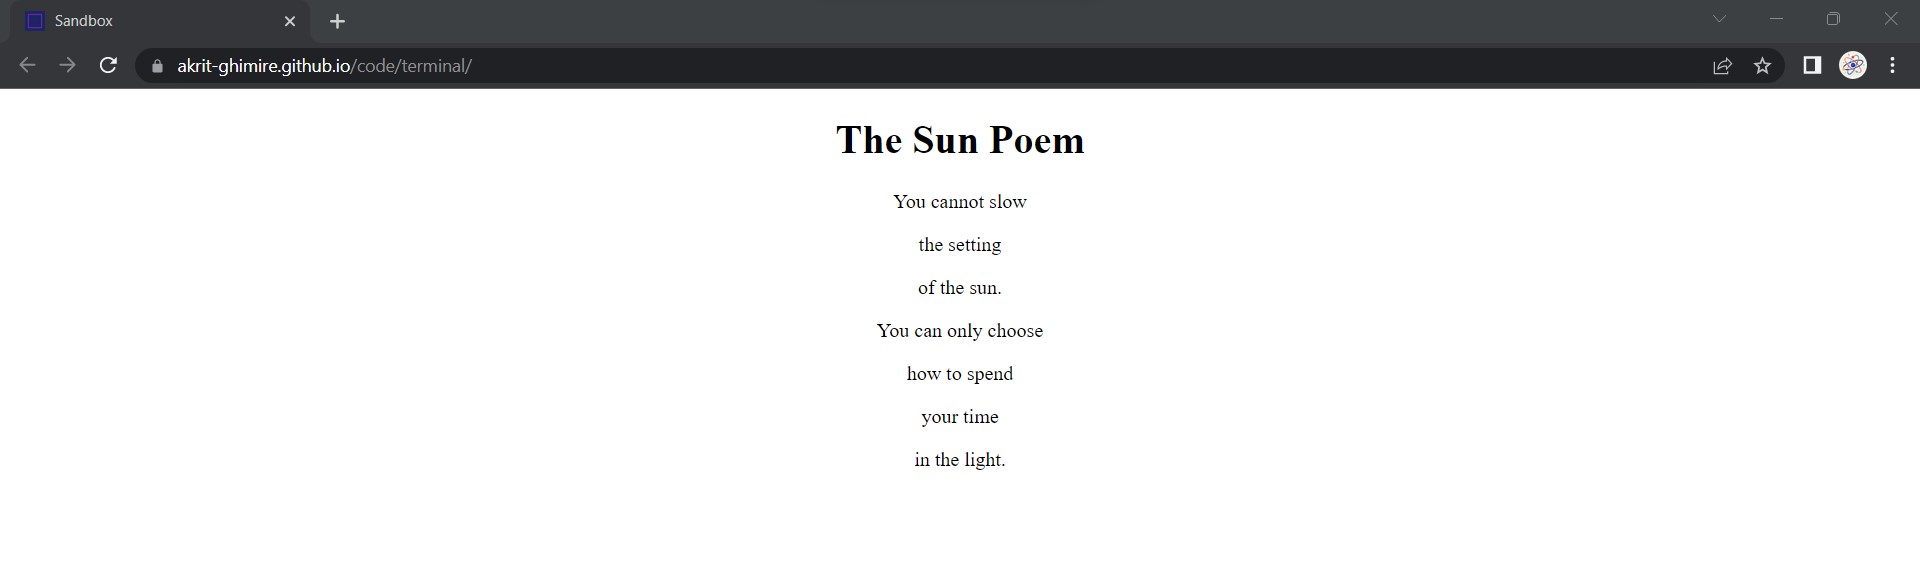 Sandbox
akrit-ghimire.github.io/code/terminal/
The Sun Poem
You cannot slow
the setting
of the sun.
You can only choose
how to spend
your time
in the light.